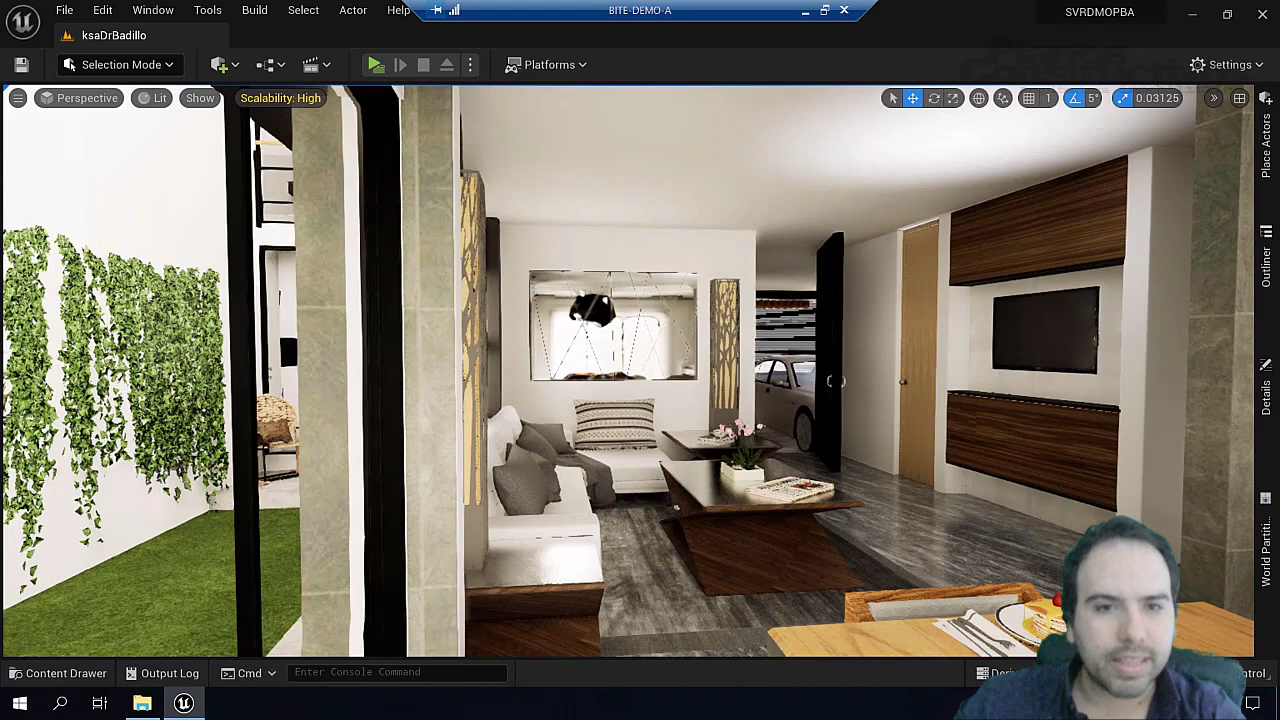 File Edit Window Tools Build Select Actor Help
BITE-DEMO-A
SVRDMOPBA
ksaDrBadillo
Selection Mode
Platforms
Settings
Perspective
Lit
Show
Scalability: High
1
5°
0.03125
Place Actors
Outliner
Details
World Partiti...
Content Drawer
Output Log
Cmd
Enter Console Command